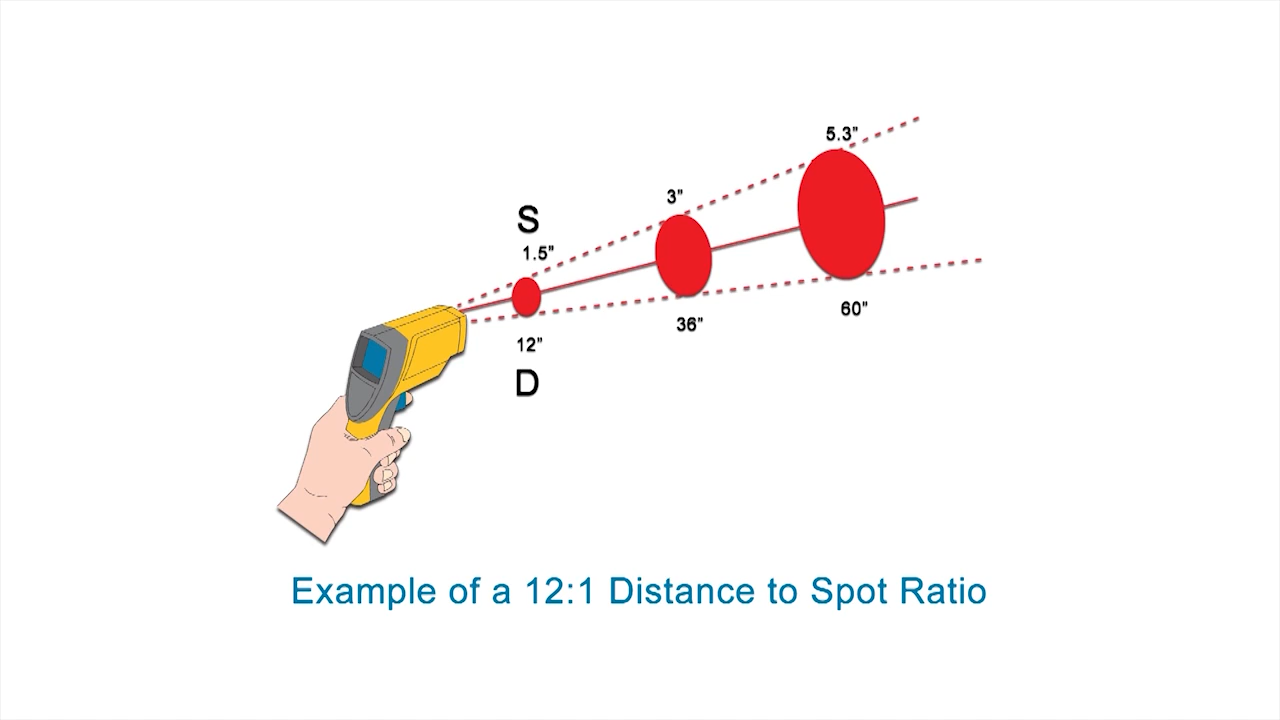 5.3”
3”
S
1.5”
60”
36”
12”
D
Example of a 12:1 Distance to Spot Ratio